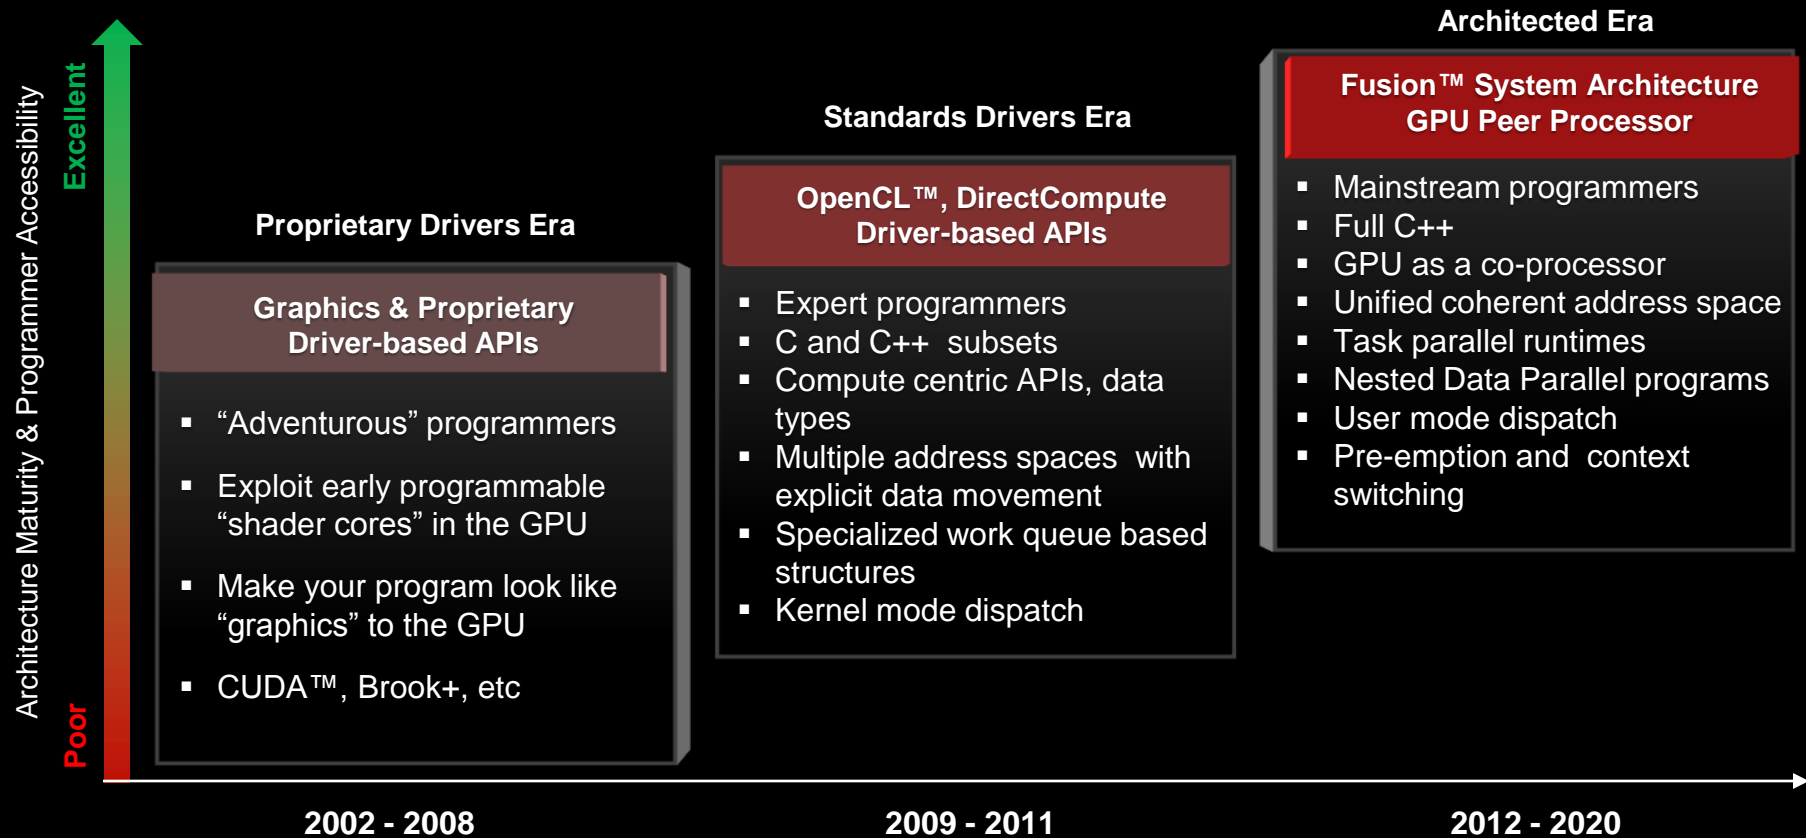 Architecture Maturity & Programmer Accessibility
Excellent
Poor
Proprietary Drivers Era
Graphics & Proprietary
Driver-based APIs
▪ “Adventurous” programmers
▪ Exploit early programmable
“shader cores” in the GPU
▪ Make your program look like
“graphics” to the GPU
▪ CUDA™, Brook+, etc
2002 - 2008
Standards Drivers Era
OpenCL™, DirectCompute
Driver-based APIs
▪ Expert programmers
▪ C and C++ subsets
▪ Compute centric APIs, data
types
▪ Multiple address spaces with
explicit data movement
▪ Specialized work queue based
structures
▪ Kernel mode dispatch
2009 - 2011
Architected Era
Fusion™ System Architecture
GPU Peer Processor
▪ Mainstream programmers
▪ Full C++
▪ GPU as a co-processor
▪ Unified coherent address space
▪ Task parallel runtimes
▪ Nested Data Parallel programs
▪ User mode dispatch
▪ Pre-emption and context
switching
2012 - 2020